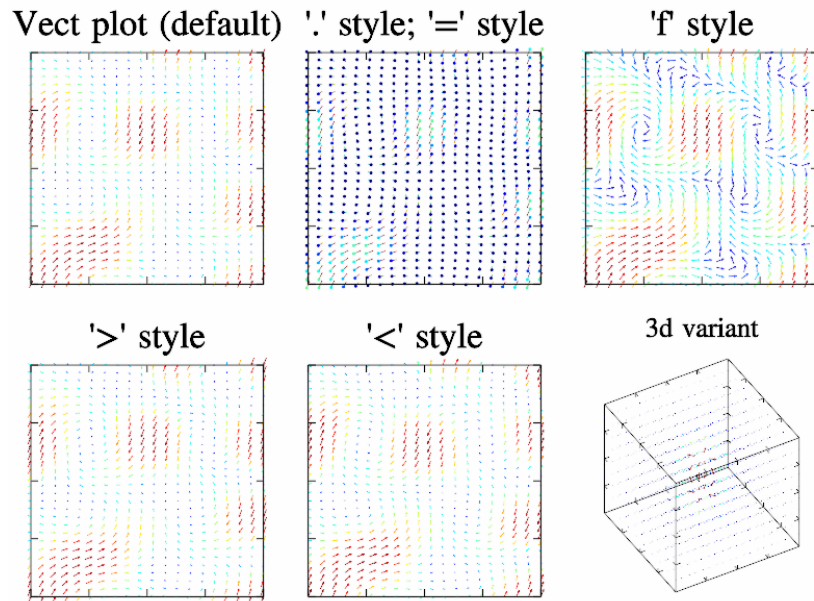 Vect plot (default)
'.' style; '=' style
'f' style
'>' style
'<' style
3d variant